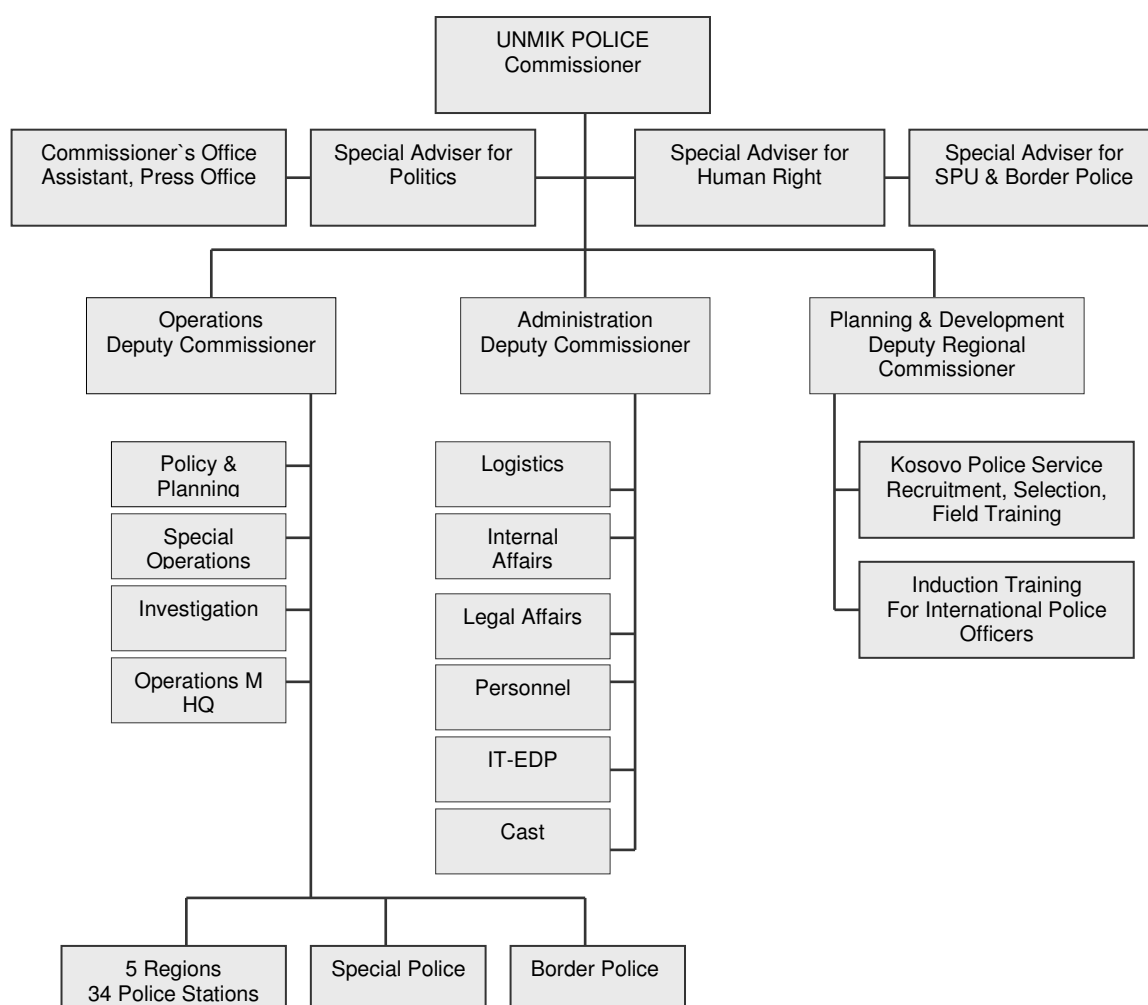 UNMIK POLICE
Commissioner
Commissioner`s Office
Assistant, Press Office
Special Adviser for
Politics
Special Adviser for
Human Right
Special Adviser for
SPU & Border Police
Operations
Deputy Commissioner
Administration
Deputy Commissioner
Planning & Development
Deputy Regional
Commissioner
Policy &
Planning
Special
Operations
Investigation
Operations M
HQ
Logistics
Internal
Affairs
Legal Affairs
Personnel
IT-EDP
Cast
Kosovo Police Service
Recruitment, Selection,
Field Training
Induction Training
For International Police
Officers
5 Regions
34 Police Stations
Special Police
Border Police